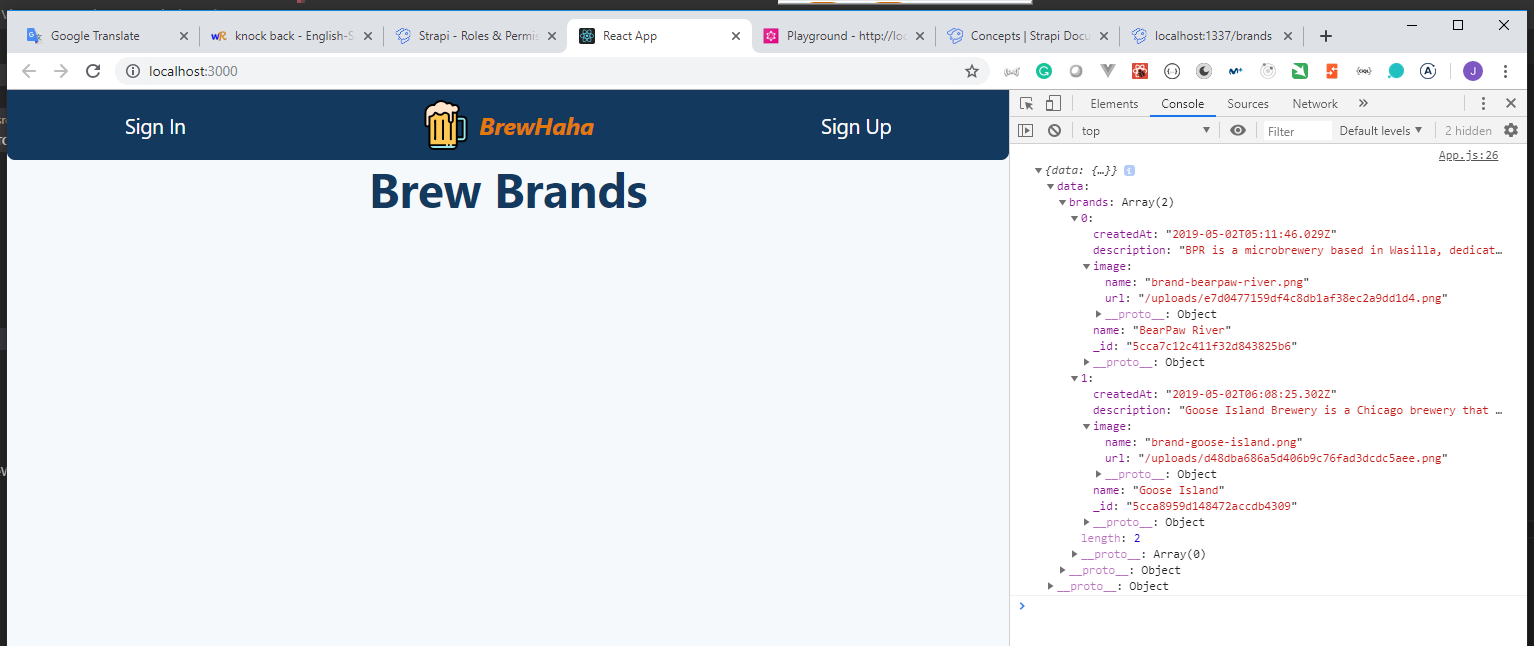 Google Translate
knock back - English-S
Strapi - Roles & Permis
React App
Playground - http://loc
Concepts | Strapi Docu
localhost:1337/brands
localhost:3000
J
Sign In
BrewHaha
Sign Up
Brew Brands
Elements Console Sources Network »
top
Filter
Default levels ▼
2 hidden
App.js:26
{data: {…}}
data:
brands: Array(2)
0:
createdAt: "2019-05-02T05:11:46.029Z"
description: "BPR is a microbrewery based in Wasilla, dedicat…
image:
name: "brand-bearpaw-river.png"
url: "/uploads/e7d0477159df4c8db1af38ec2a9dd1d4.png"
__proto__: Object
name: "BearPaw River"
_id: "5cca7c12c411f32d843825b6"
__proto__: Object
1:
createdAt: "2019-05-02T06:08:25.302Z"
description: "Goose Island Brewery is a Chicago brewery that …
image:
name: "brand-goose-island.png"
url: "/uploads/d48dba686a5d406b9c76fad3dcdc5aee.png"
__proto__: Object
name: "Goose Island"
_id: "5cca8959d148472accdb4309"
__proto__: Object
length: 2
__proto__: Array(0)
__proto__: Object
__proto__: Object